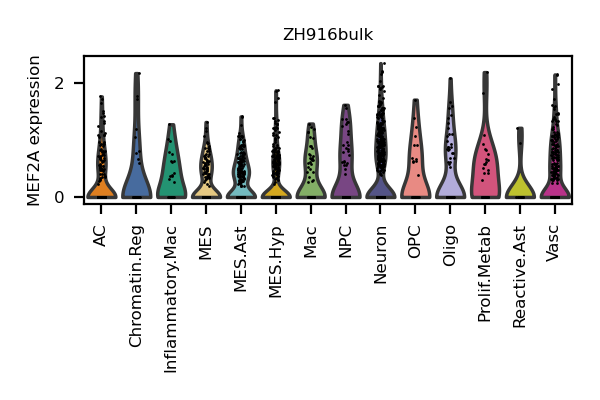 ZH916bulk
MEF2A expression
2
0
AC
Chromatin.Reg
Inflammatory.Mac
MES
MES.Ast
MES.Hyp
Mac
NPC
Neuron
OPC
Oligo
Prolif.Metab
Reactive.Ast
Vasc